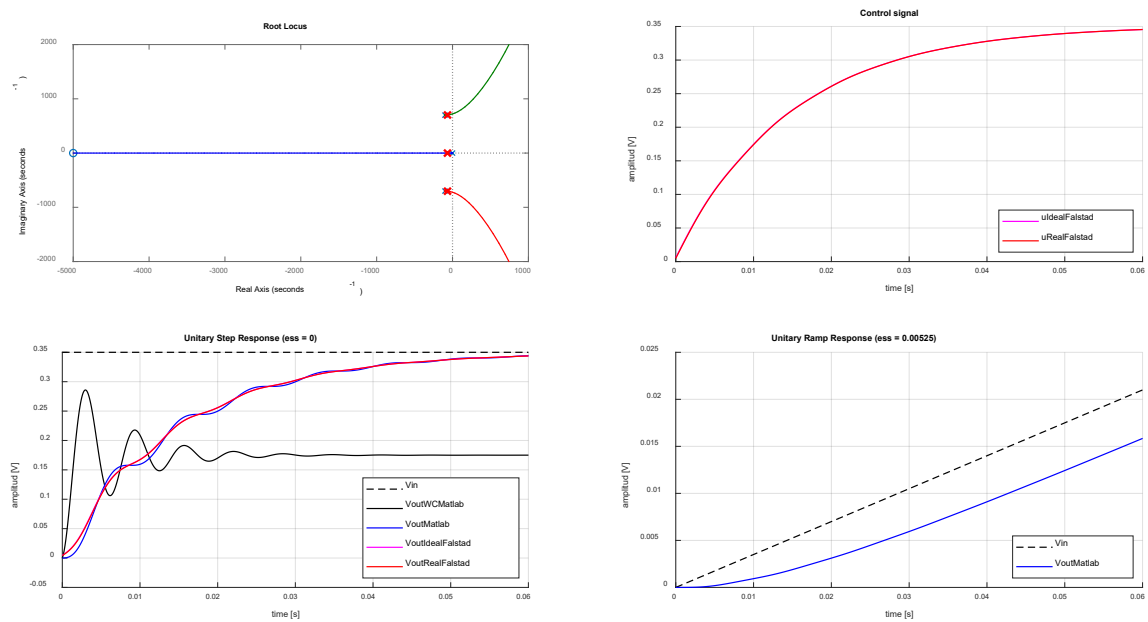 Root Locus
2000
1000
0
-1000
-2000
Imaginary Axis (seconds -1 )
-5000 -4000 -3000 -2000 -1000 0 1000
Real Axis (seconds -1 )
Control signal
0.35
0.3
0.25
0.2
0.15
0.1
0.05
0
amplitud [V]
uIdealFalstad
uRealFalstad
0 0.01 0.02 0.03 0.04 0.05 0.06
time [s]
Unitary Step Response (ess = 0)
0.35
0.3
0.25
0.2
0.15
0.1
0.05
0
-0.05
amplitud [V]
Vin
VoutWCMatlab
VoutMatlab
VoutIdealFalstad
VoutRealFalstad
0 0.01 0.02 0.03 0.04 0.05 0.06
time [s]
Unitary Ramp Response (ess = 0.00525)
0.025
0.02
0.015
0.01
0.005
0
amplitud [V]
Vin
VoutMatlab
0 0.01 0.02 0.03 0.04 0.05 0.06
time [s]